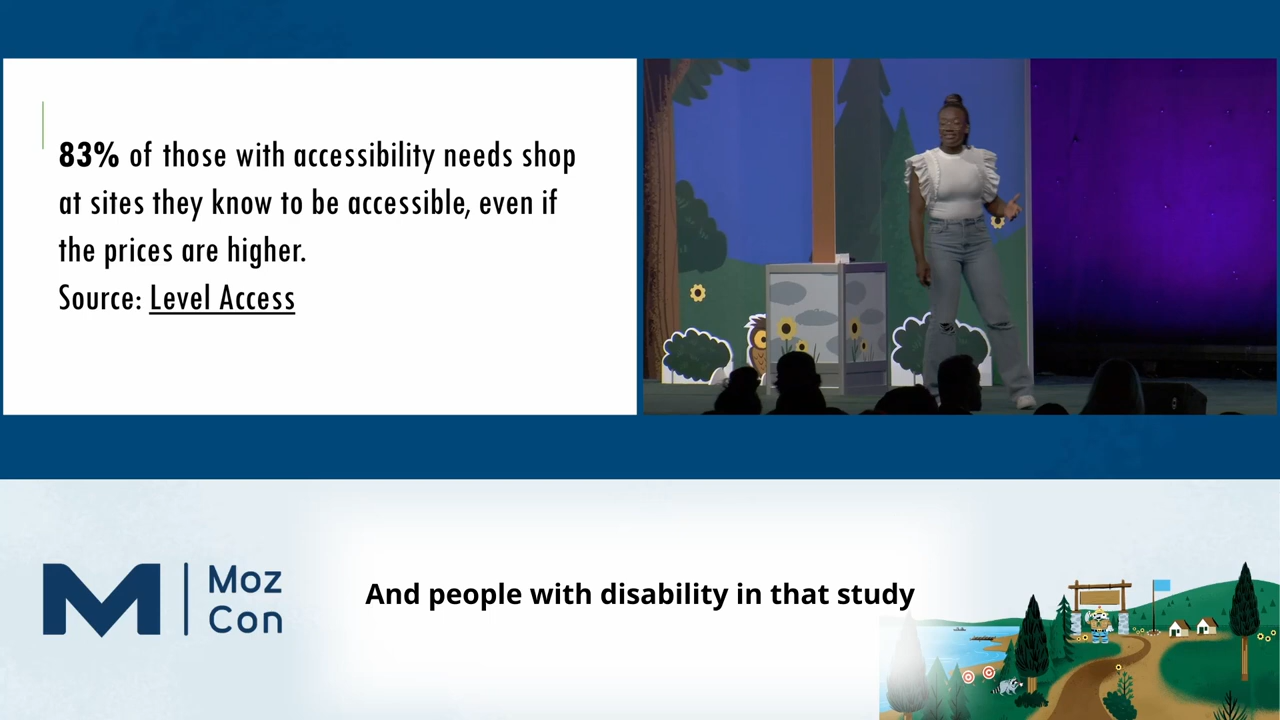 83% of those with accessibility needs shop
at sites they know to be accessible, even if
the prices are higher.
Source: Level Access
Moz
Con
And people with disability in that study